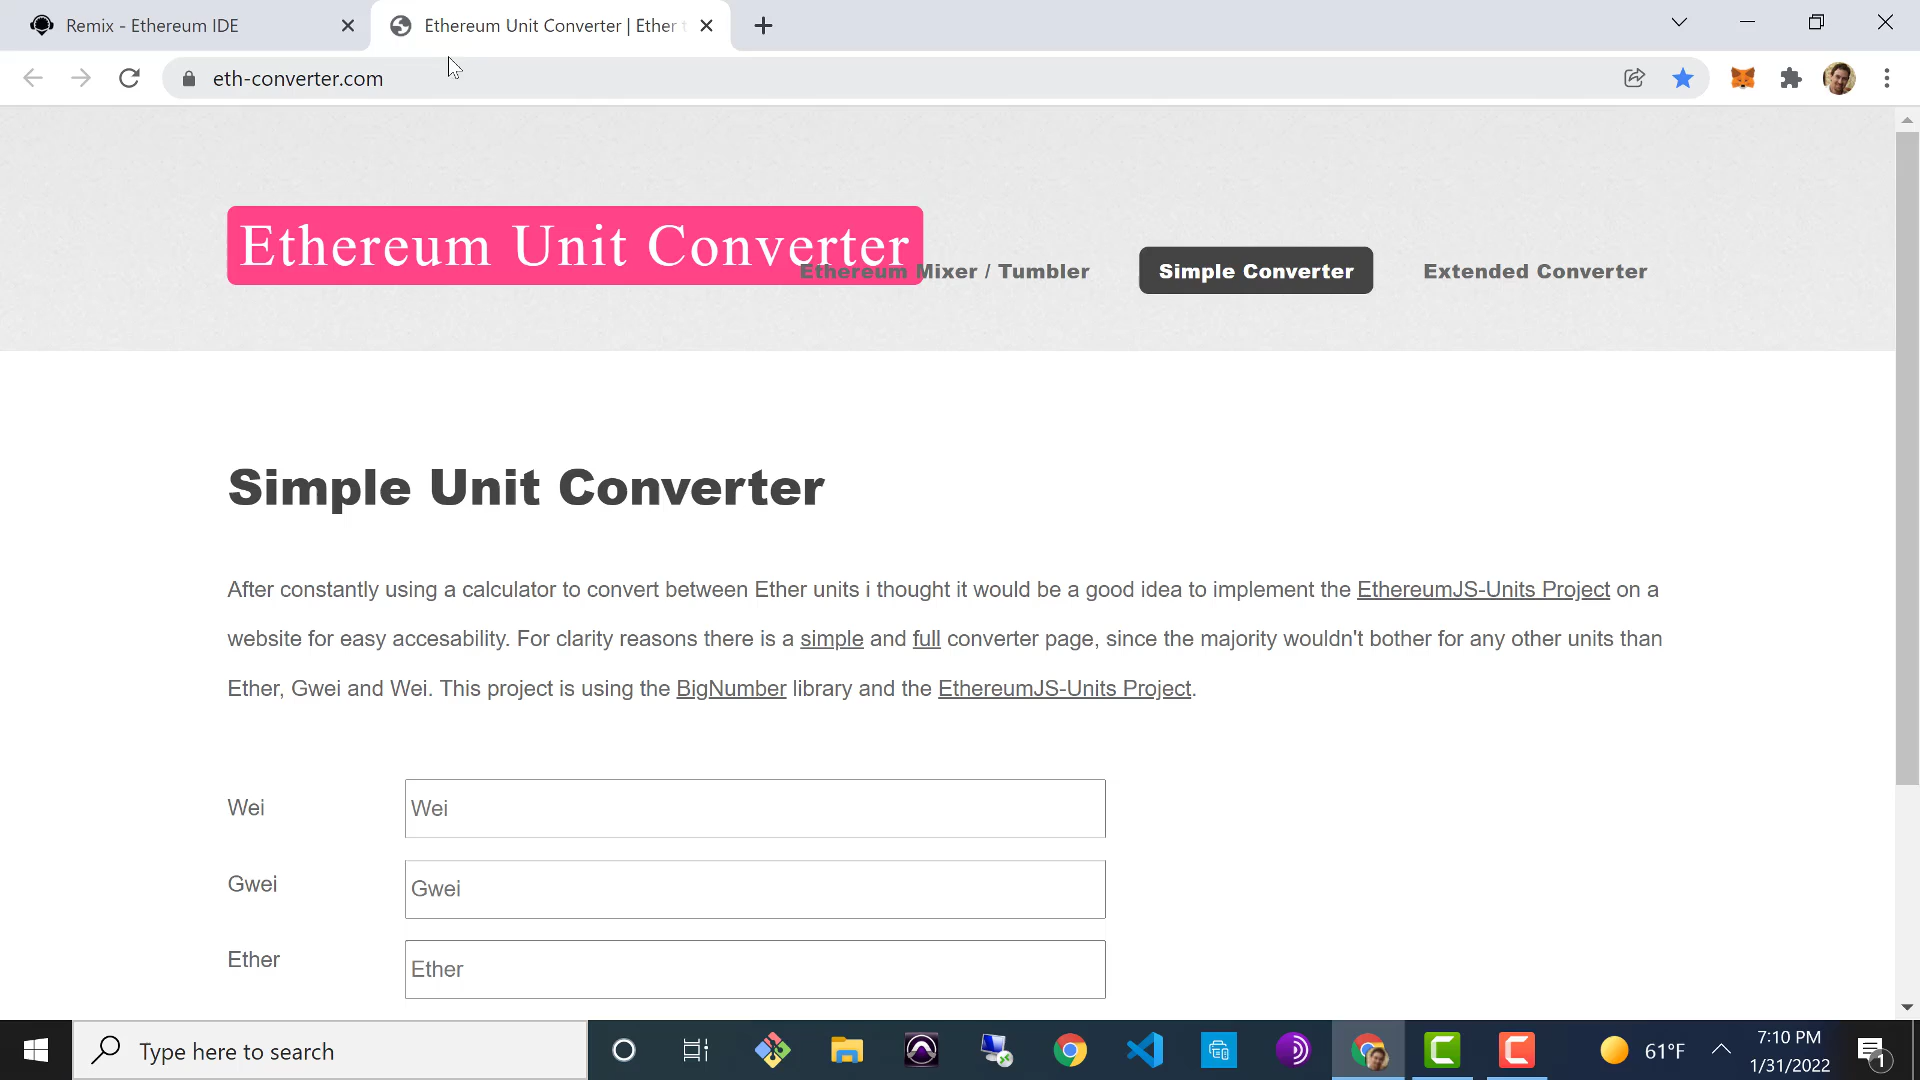 Remix - Ethereum IDE
Ethereum Unit Converter | Ether
eth-converter.com
Ethereum Unit Converter
Ethereum Mixer / Tumbler
Simple Converter
Extended Converter
Simple Unit Converter
After constantly using a calculator to convert between Ether units i thought it would be a good idea to implement the EthereumJS-Units Project on a
website for easy accesability. For clarity reasons there is a simple and full converter page, since the majority wouldn't bother for any other units than
Ether, Gwei and Wei. This project is using the BigNumber library and the EthereumJS-Units Project.
Wei
Wei
Gwei
Gwei
Ether
Ether
Type here to search
61°F
7:10 PM
1/31/2022
1